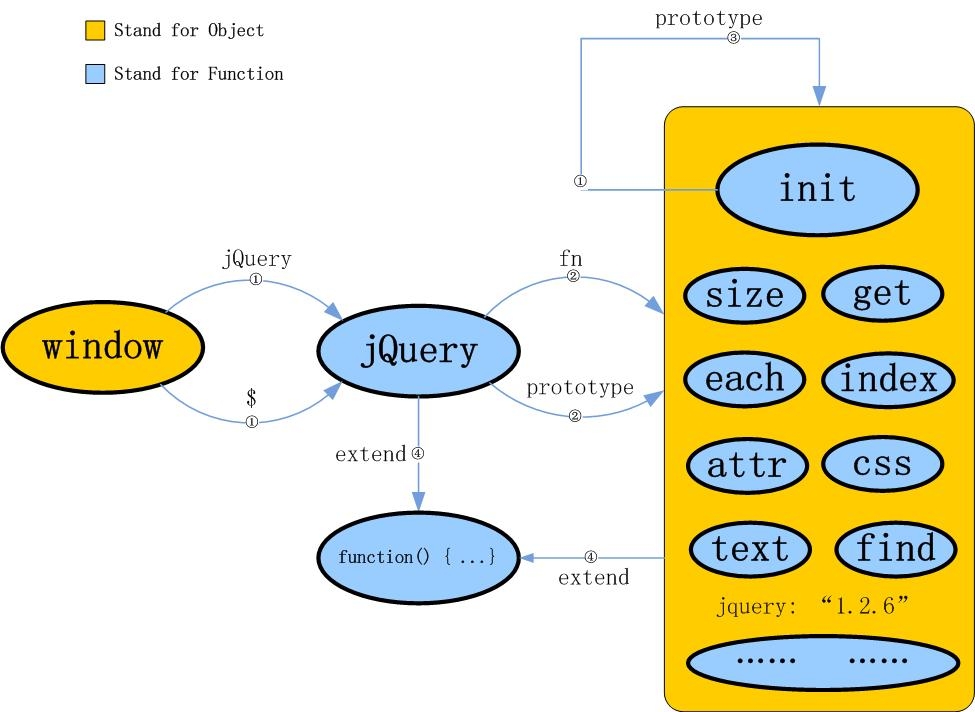 Stand for Object
Stand for Function
prototype
③
①
init
jQuery
①
fn
②
size get
window
jQuery
each index
$
①
prototype
②
extend ④
attr css
text find
function() { ...}
④
extend
jquery: “1.2.6”
…… ……